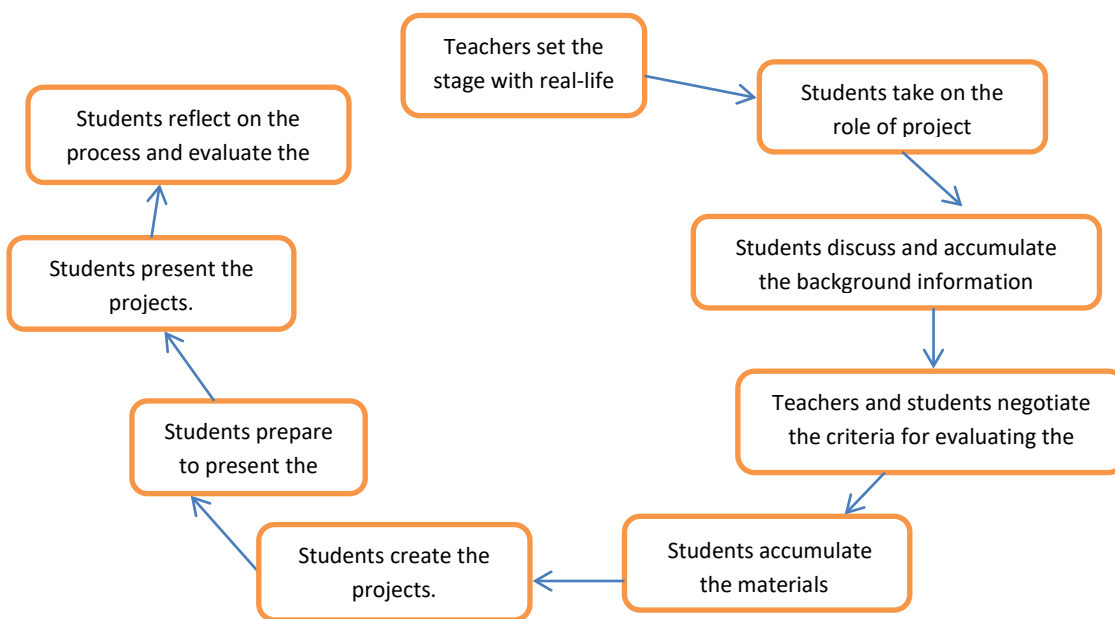 Teachers set the
stage with real-life
Students take on the
role of project
Students discuss and accumulate
the background information
Teachers and students negotiate
the criteria for evaluating the
Students accumulate
the materials
Students create the
projects.
Students prepare
to present the
Students present the
projects.
Students reflect on the
process and evaluate the